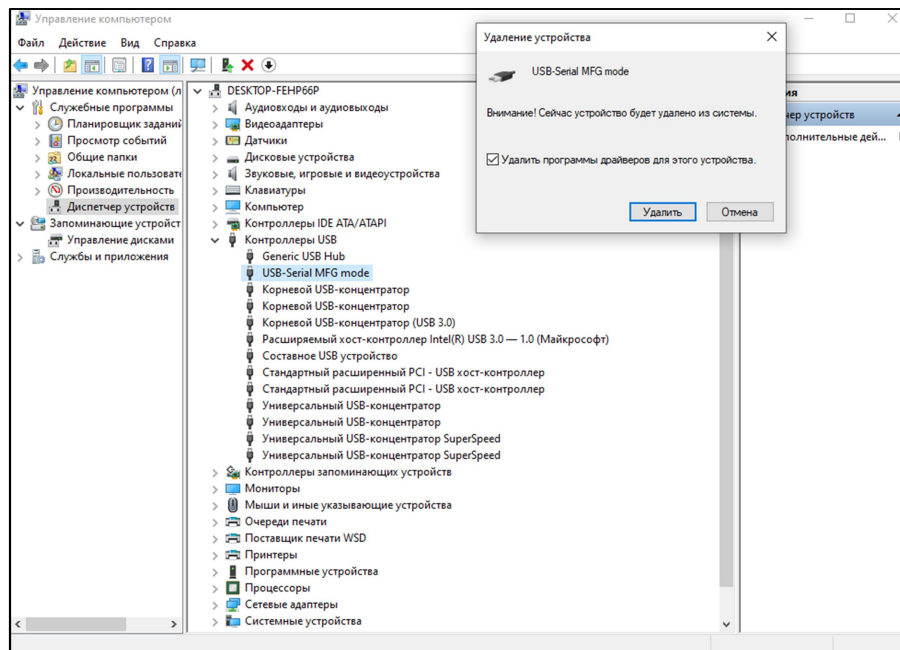 Управление компьютером
Файл Действие Вид Справка
Управление компьютером (л
Служебные программы
Планировщик заданий
Просмотр событий
Общие папки
Локальные пользовате
Производительность
Диспетчер устройств
Запоминающие устройст
Управление дисками
Службы и приложения
DESKTOP-FEHP66P
Аудиовходы и аудиовыходы
Видеоадаптеры
Датчики
Дисковые устройства
Звуковые, игровые и видеоустройства
Клавиатуры
Компьютер
Контроллеры IDE ATA/ATAPI
Контроллеры USB
Generic USB Hub
USB-Serial MFG mode
Корневой USB-концентратор
Корневой USB-концентратор
Корневой USB-концентратор (USB 3.0)
Расширяемый хост-контроллер Intel(R) USB 3.0 — 1.0 (Майкрософт)
Составное USB устройство
Стандартный расширенный PCI - USB хост-контроллер
Стандартный расширенный PCI - USB хост-контроллер
Универсальный USB-концентратор
Универсальный USB-концентратор
Универсальный USB-концентратор SuperSpeed
Универсальный USB-концентратор SuperSpeed
Контроллеры запоминающих устройств
Мониторы
Мыши и иные указывающие устройства
Очереди печати
Поставщик печати WSD
Принтеры
Программные устройства
Процессоры
Сетевые адаптеры
Системные устройства
Удаление устройства
USB-Serial MFG mode
Внимание! Сейчас устройство будет удалено из системы.
Удалить программы драйверов для этого устройства.
Удалить Отмена
ия
чер устройств
полнительные дей...